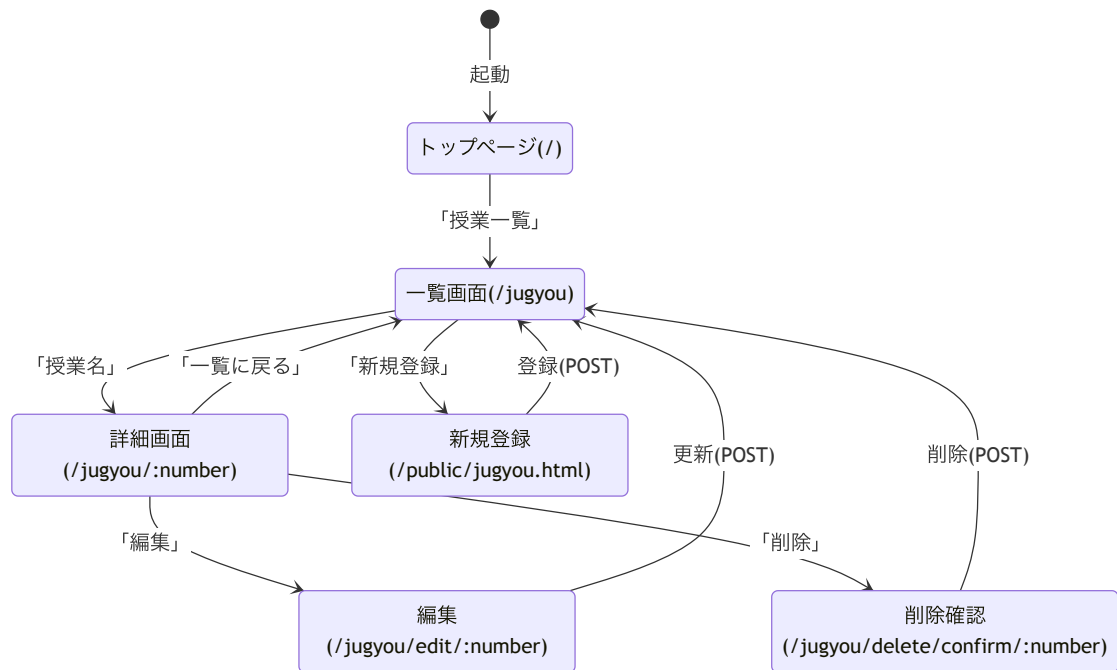 起動
トップページ(/)
「授業一覧」
一覧画面(/jugyou)
「授業名」
「一覧に戻る」
「新規登録」
登録(POST)
詳細画面
(/jugyou/:number)
新規登録
(/public/jugyou.html)
更新(POST)
削除(POST)
「編集」
「削除」
編集
(/jugyou/edit/:number)
削除確認
(/jugyou/delete/confirm/:number)